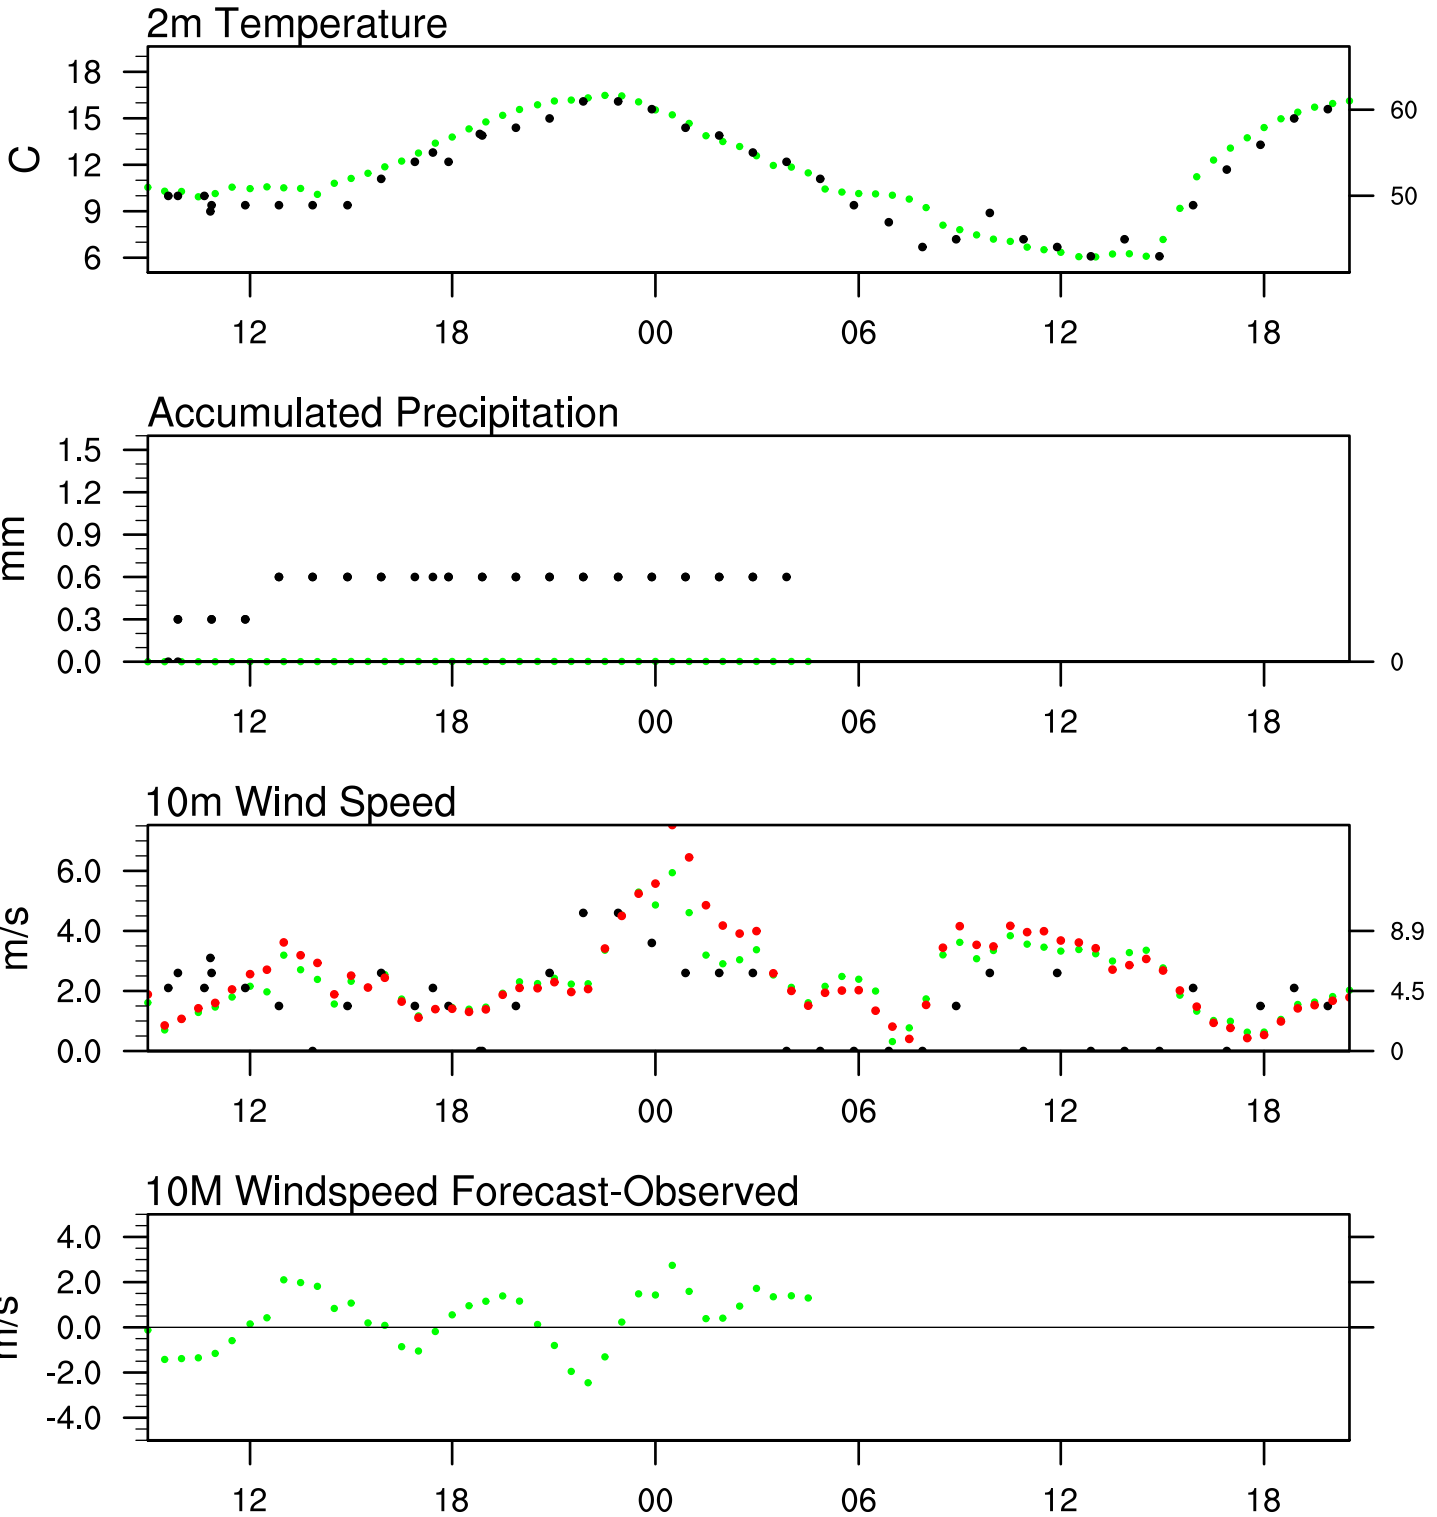 2m Temperature
18
15
12
9
6
C
60
50
12 18 00 06 12 18
Accumulated Precipitation
1.5
1.2
0.9
0.6
0.3
0.0
mm
0
12 18 00 06 12 18
10m Wind Speed
6.0
4.0
2.0
0.0
m/s
8.9
4.5
0
12 18 00 06 12 18
10M Windspeed Forecast-Observed
4.0
2.0
0.0
-2.0
-4.0
m/s
12 18 00 06 12 18